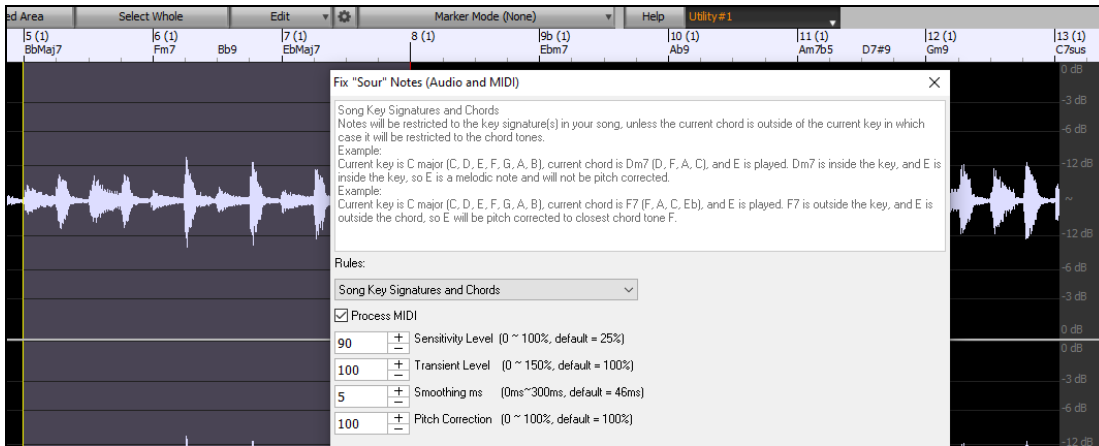 ed Area Select Whole Edit Marker Mode (None) Help Utility#1
5 (1) 6 (1) 7 (1) 8 (1) 9b (1) 10 (1) 11 (1) 12 (1) 13 (1)
BbMaj7 Fm7 Bb9 EbMaj7 Ebm7 Ab9 Am7b5 D7#9 Gm9 C7sus
Fix "Sour" Notes (Audio and MIDI)
Song Key Signatures and Chords
Notes will be restricted to the key signature(s) in your song, unless the current chord is outside of the current key in which
case it will be restricted to the chord tones.
Example:
Current key is C major (C, D, E, F, G, A, B), current chord is Dm7 (D, F, A, C), and E is played. Dm7 is inside the key, and E is
inside the key, so E is a melodic note and will not be pitch corrected.
Example:
Current key is C major (C, D, E, F, G, A, B), current chord is F7 (F, A, C, Eb), and E is played. F7 is outside the key, and E is
outside the chord, so E will be pitch corrected to closest chord tone F.
Rules:
Song Key Signatures and Chords
Process MIDI
90 Sensitivity Level (0 ~ 100%, default = 25%)
100 Transient Level (0 ~ 150%, default = 100%)
5 Smoothing ms (0ms~300ms, default = 46ms)
100 Pitch Correction (0 ~ 100%, default = 100%)
0 dB
-3 dB
-6 dB
-12 dB
~
-12 dB
-6 dB
-3 dB
0 dB
0 dB
-3 dB
-6 dB
-12 dB